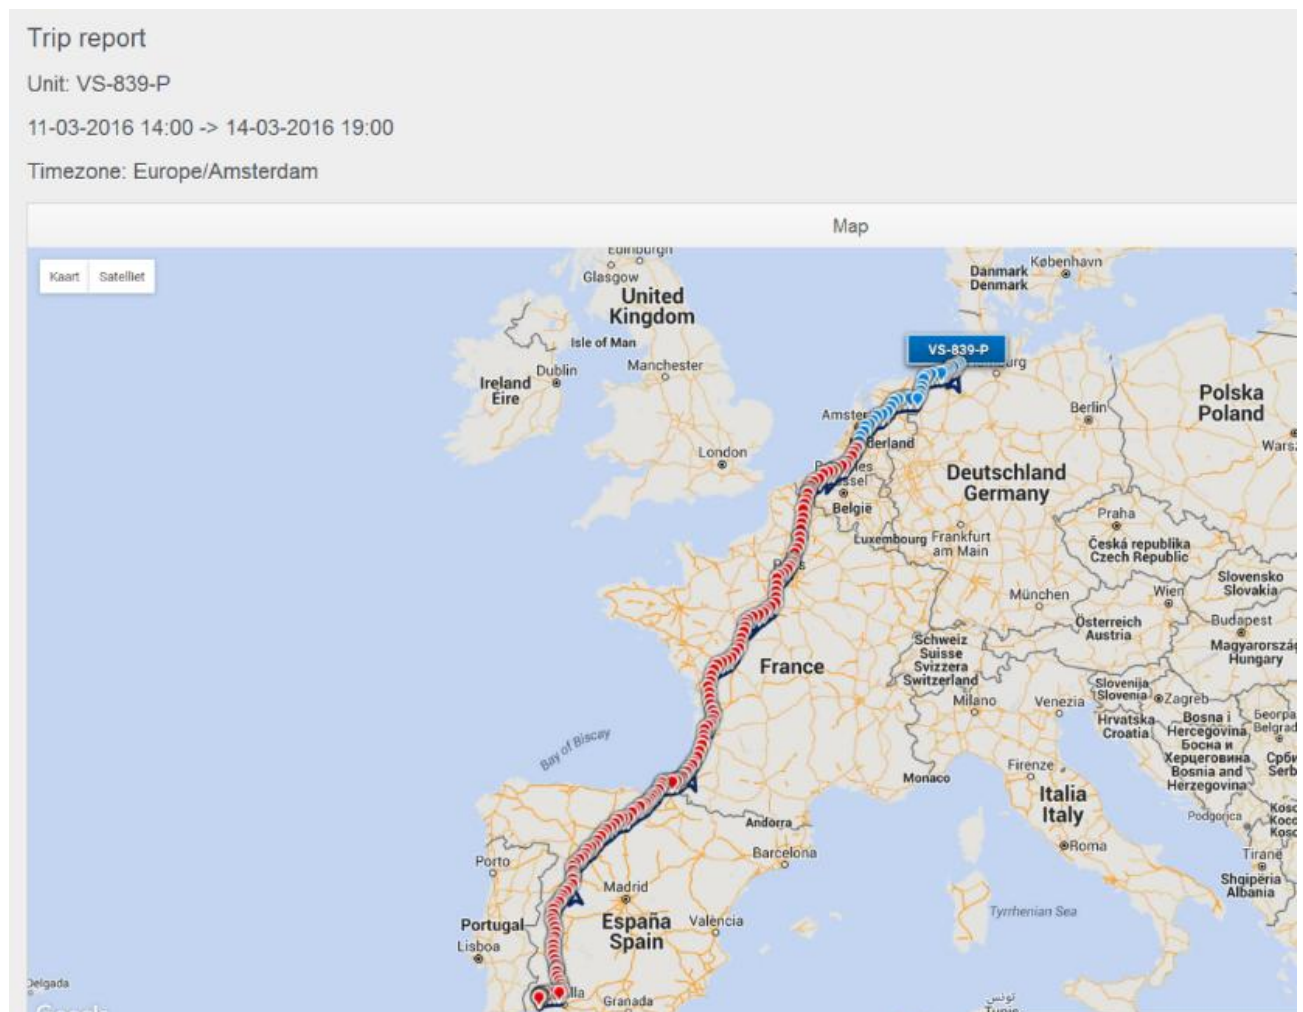 Trip report
Unit: VS-839-P
11-03-2016 14:00 -> 14-03-2016 19:00
Timezone: Europe/Amsterdam
Map
Kaart
Satelliet
Edinburgh
Glasgow
United
Kingdom
Isle of Man
Dublin
Ireland
Éire
Manchester
London
København
Danmark
Denmark
VS-839-P
Berlin
Polska
Poland
Deutschland
Germany
België
Luxembourg
Frankfurt
am Main
Praha
Česká republika
Czech Republic
Slovensko
Slovakia
München
Wien
Österreich
Austria
Budapest
Hungary
Schweiz
Suisse
Svizzera
Switzerland
France
Milano
Venezia
Slovenija
Slovenia
Zagreb
Hrvatska
Croatia
Bosna i
Hercegovina
Босна и
Херцеговина
Bosnia and
Herzegovina
Bay of Biscay
Monaco
Firenze
Italia
Italy
Podgorica
Andorra
Barcelona
Roma
Tiranë
Shqipëria
Albania
Porto
Madrid
Portugal
España
Spain
València
Lisboa
Tyrrhenian Sea
Delgada
Granada
تونس